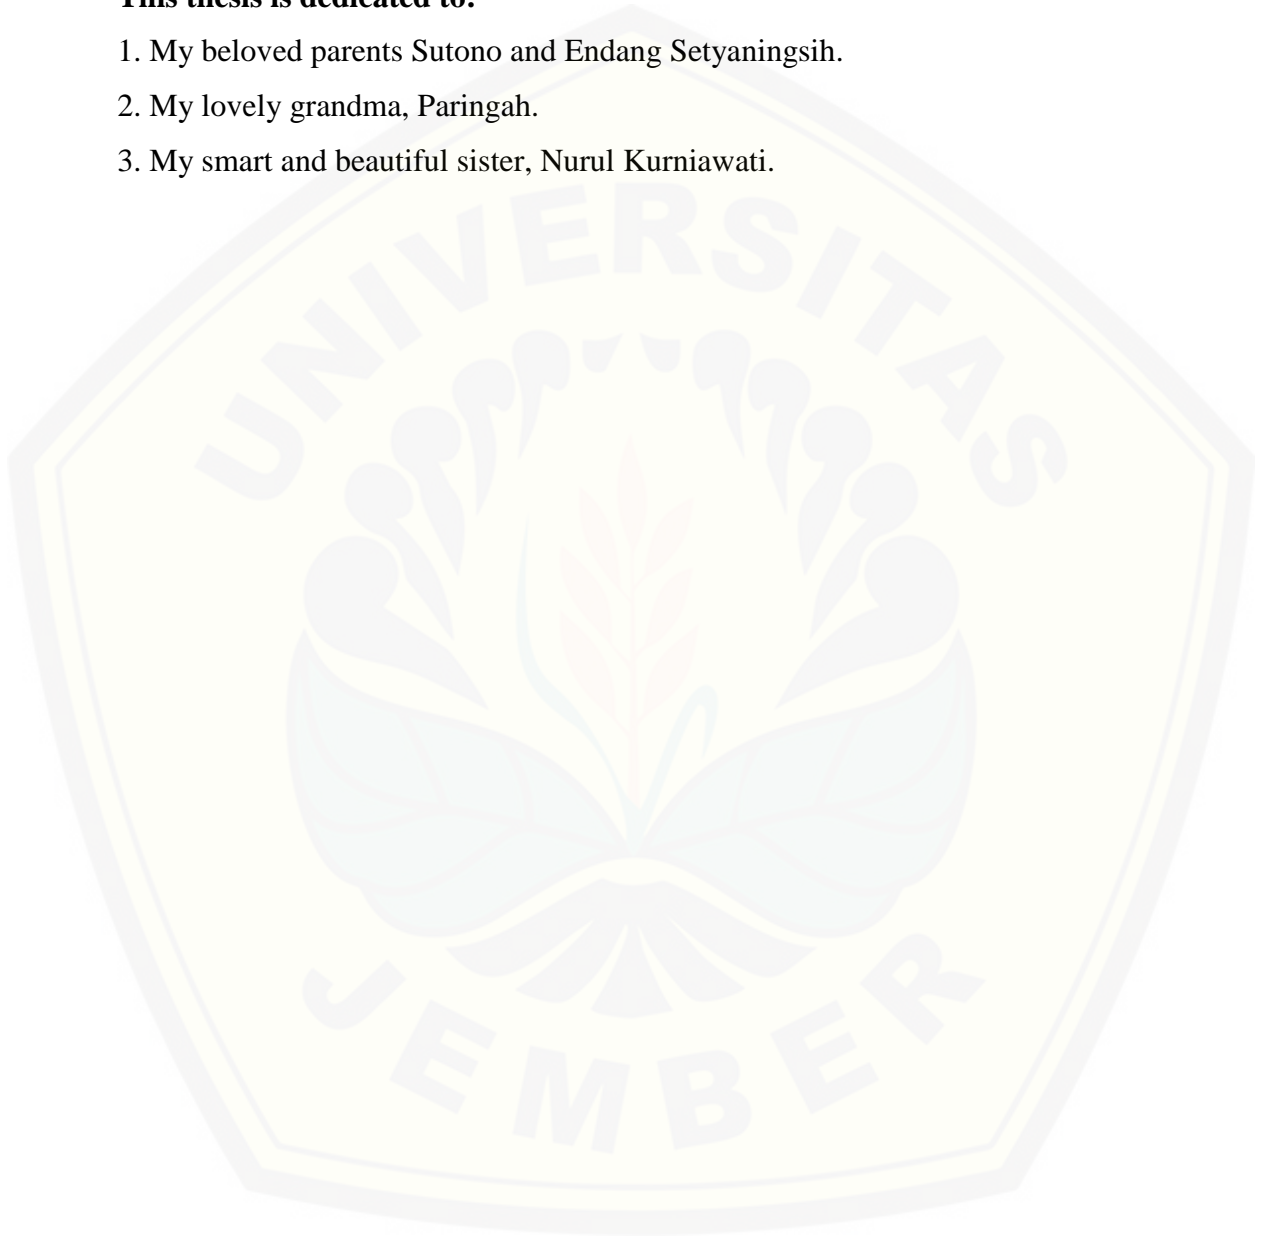 This thesis is dedicated to:
1. My beloved parents Sutono and Endang Setyaningsih.
2. My lovely grandma, Paringah.
3. My smart and beautiful sister, Nurul Kurniawati.
UNIVERSITAS
JEMBER